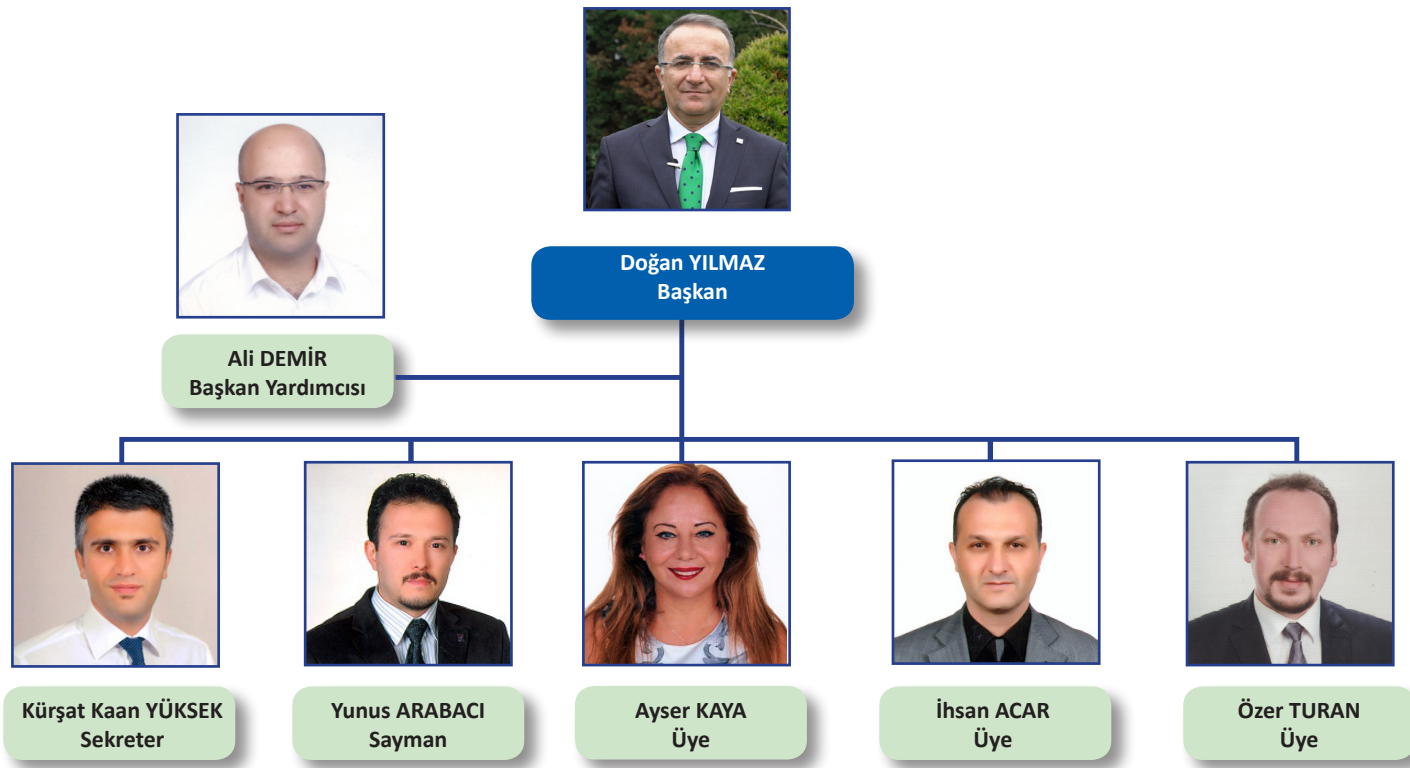 Doğan YILMAZ
Başkan
Ali DEMİR
Başkan Yardımcısı
Kürşat Kaan YÜKSEK
Sekreter
Yunus ARABACI
Sayman
Ayser KAYA
Üye
İhsan ACAR
Üye
Özer TURAN
Üye